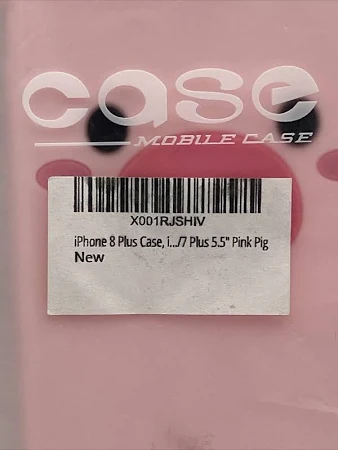 case
MOBILE CASE
X001RJSHIV
iPhone 8 Plus Case, i.../7 Plus 5.5" Pink Pig
New